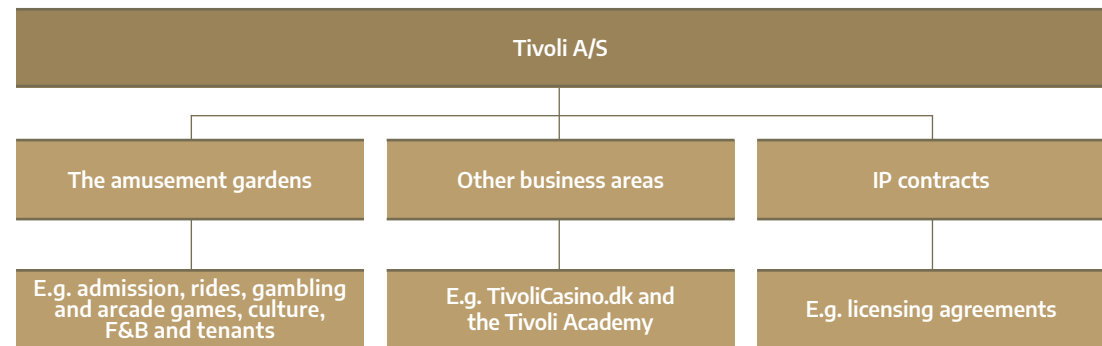 Tivoli A/S
The amusement gardens
Other business areas
IP contracts
E.g. admission, rides, gambling
and arcade games, culture,
F&B and tenants
E.g. TivoliCasino.dk and
the Tivoli Academy
E.g. licensing agreements